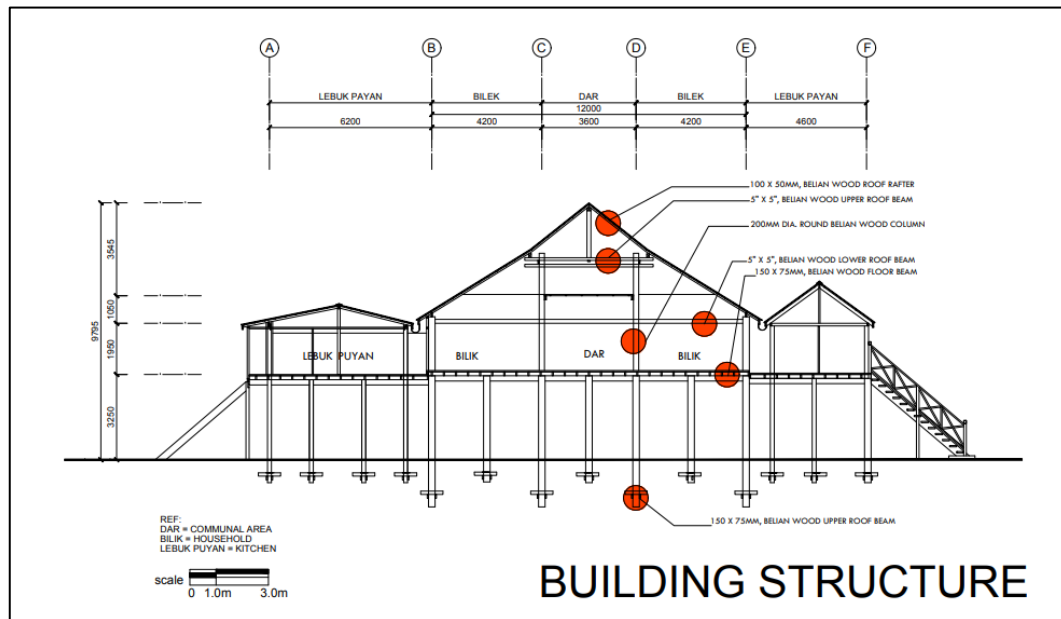 A B C D E F
LEBUK PAYAN BILEK DAR BILEK LEBUK PAYAN
12000
6200 4200 3600 4200 4600
100 X 50MM, BELIAN WOOD ROOF RAFTER
5" X 5", BELIAN WOOD UPPER ROOF BEAM
200MM DIA. ROUND BELIAN WOOD COLUMN
5" X 5", BELIAN WOOD LOWER ROOF BEAM
150 X 75MM, BELIAN WOOD FLOOR BEAM
3545
1050
9795
1950
3250
LEBUK PUYAN BILIK DAR BILIK
150 X 75MM, BELIAN WOOD UPPER ROOF BEAM
REF:
DAR = COMMUNAL AREA
BILIK = HOUSEHOLD
LEBUK PUYAN = KITCHEN
scale
0 1.0m 3.0m
BUILDING STRUCTURE